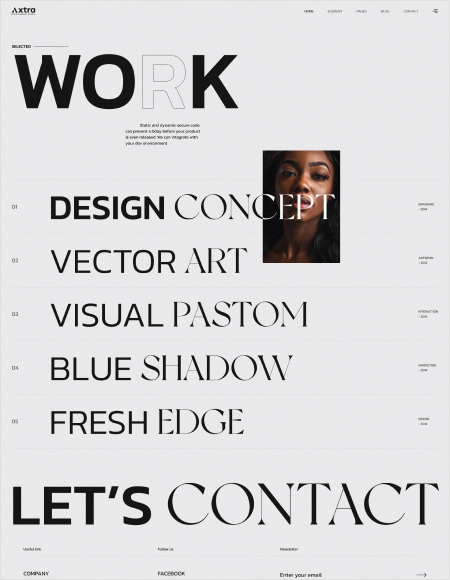 Axtra
HOME ELEMENT PAGES BLOG CONTACT
SELECTED
WORK
Static and dynamic secure code
can prevent a 0day before your product
is even released. We can integrate with
your dev environment
01 DESIGN CONCEPT BRANDING
- 2014
02 VECTOR ART ARTWORK
- 2014
03 VISUAL PASTOM INTERACTION
- 2014
04 BLUE SHADOW MARKETING
- 2014
05 FRESH EDGE DESIGN
- 2014
LET'S CONTACT
Useful link Follow us Newsletter
COMPANY FACEBOOK Enter your email